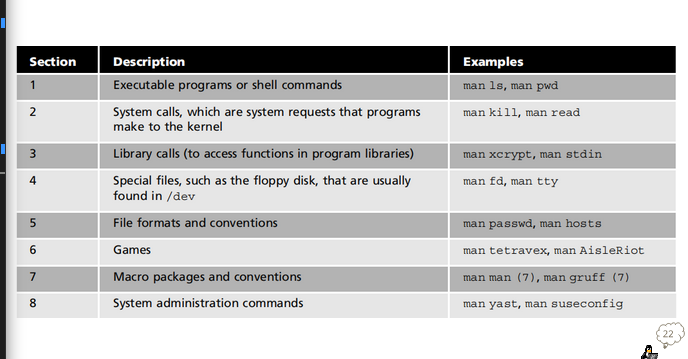 Section Description Examples
1 Executable programs or shell commands man ls, man pwd
2 System calls, which are system requests that programs man kill, man read
make to the kernel
3 Library calls (to access functions in program libraries) man xcrypt, man stdin
4 Special files, such as the floppy disk, that are usually man fd, man tty
found in /dev
5 File formats and conventions man passwd, man hosts
6 Games man tetravex, man AisleRiot
7 Macro packages and conventions man man (7), man gruff (7)
8 System administration commands man yast, man suseconfig
22